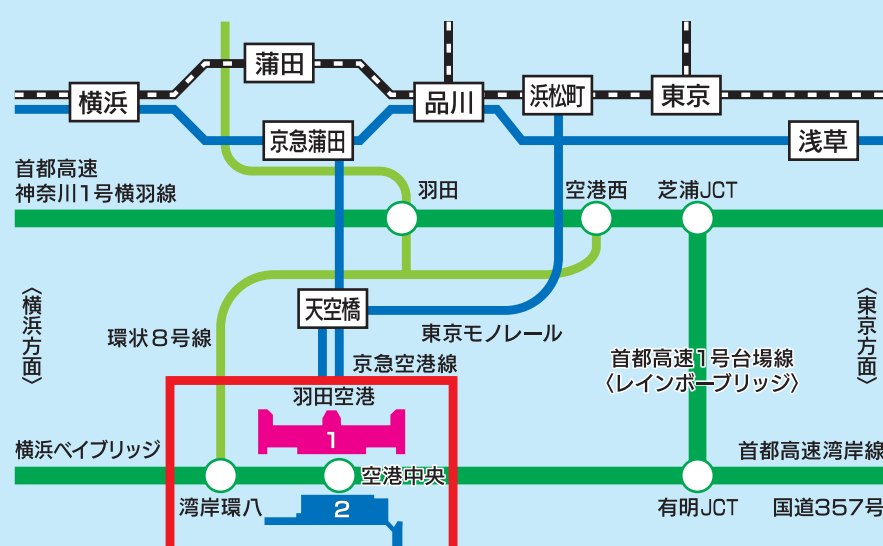 蒲田
横浜
品川
浜松町
東京
京急蒲田
浅草
首都高速
神奈川1号横羽線
羽田
空港西
芝浦JCT
〈横浜方面〉
天空橋
〈東京方面〉
環状8号線
東京モノレール
京急空港線
首都高速1号台場線
〈レインボーブリッジ〉
羽田空港
1
横浜ベイブリッジ
空港中央
首都高速湾岸線
湾岸環八
2
有明JCT
国道357号